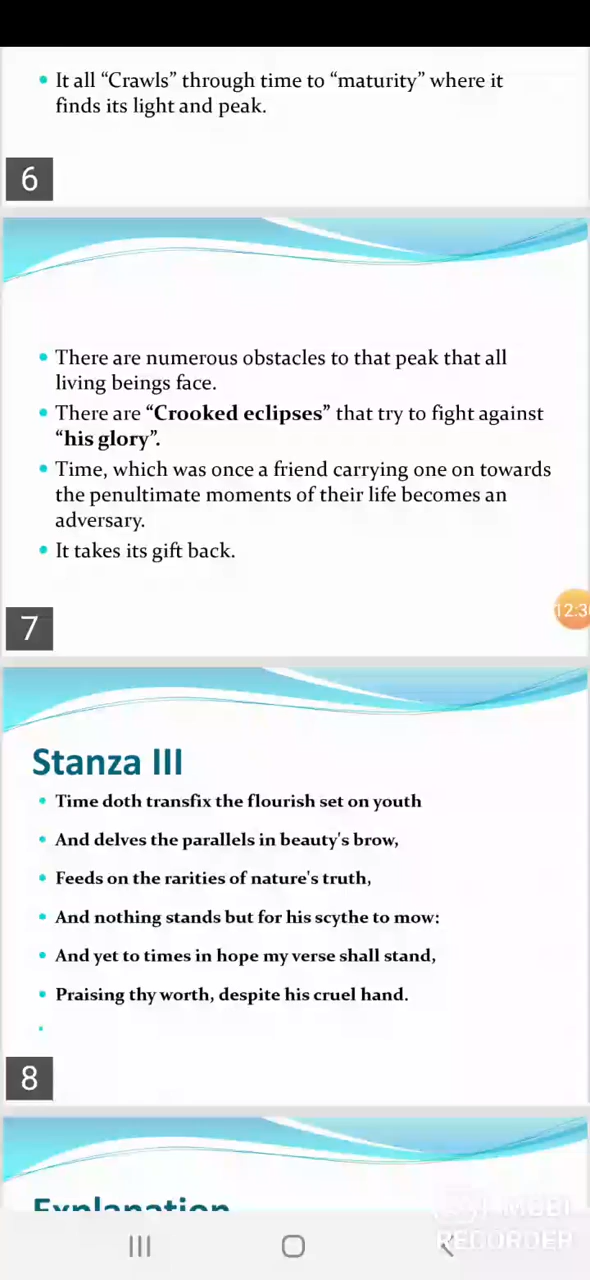 It all “Crawls” through time to “maturity” where it
finds its light and peak.
6
There are numerous obstacles to that peak that all
living beings face.
There are “Crooked eclipses” that try to fight against
“his glory”.
Time, which was once a friend carrying one on towards
the penultimate moments of their life becomes an
adversary.
It takes its gift back.
7
Stanza III
Time doth transfix the flourish set on youth
And delves the parallels in beauty's brow,
Feeds on the rarities of nature's truth,
And nothing stands but for his scythe to mow:
And yet to times in hope my verse shall stand,
Praising thy worth, despite his cruel hand.
8
Explanation
RECORDER